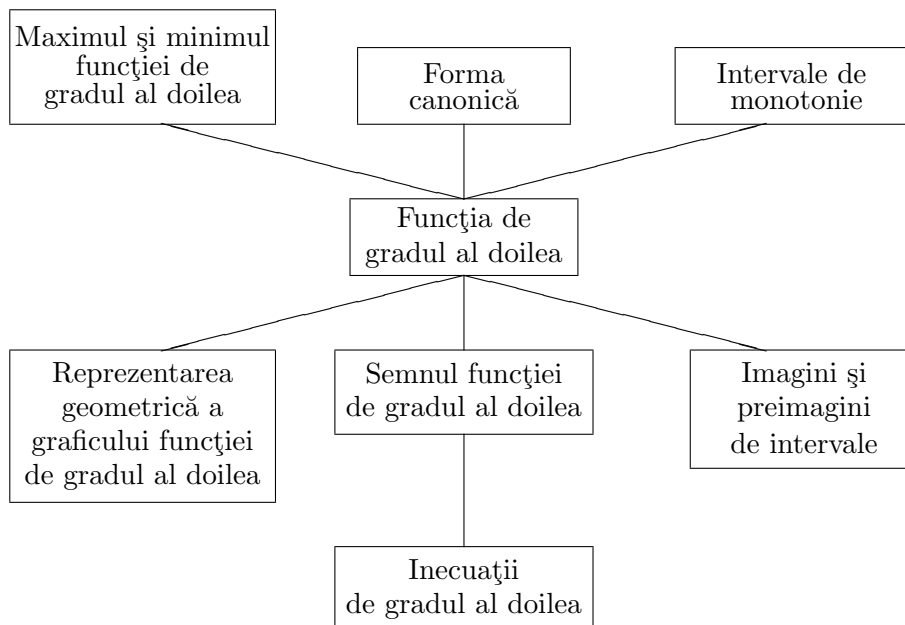 Maximul şi minimul
funcţiei de
gradul al doilea
Forma
canonică
Intervale de
monotonie
Funcţia de
gradul al doilea
Reprezentarea
geometrică a
graficului funcţiei
de gradul al doilea
Semnul funcţiei
de gradul al doilea
Imagini şi
preimagini
de intervale
Inecuaţii
de gradul al doilea